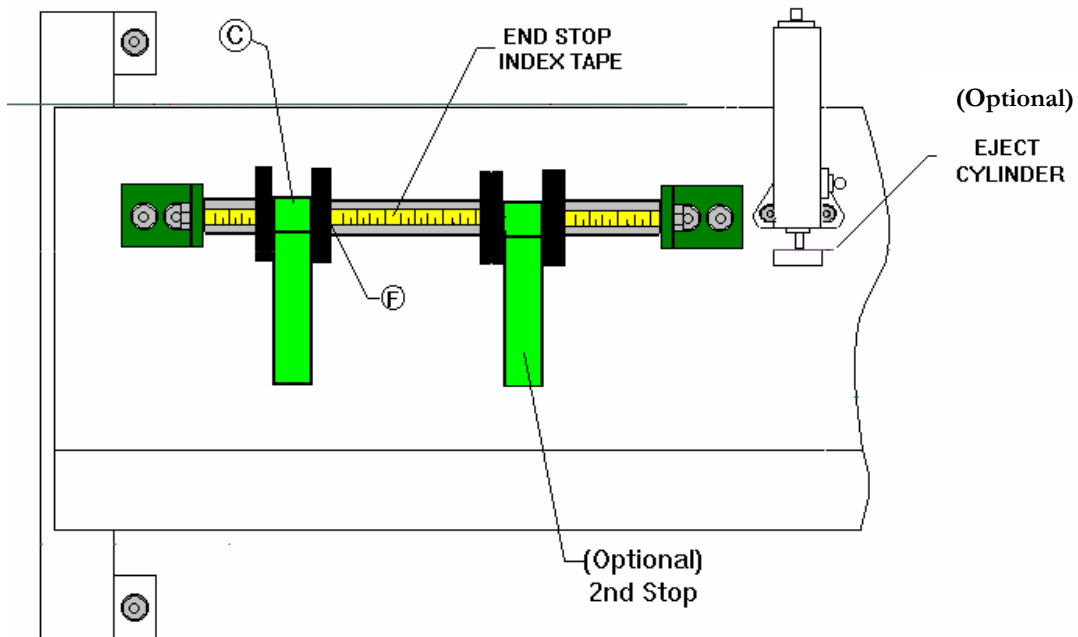 C
END STOP
INDEX TAPE
(Optional)
EJECT
CYLINDER
F
(Optional)
2nd Stop